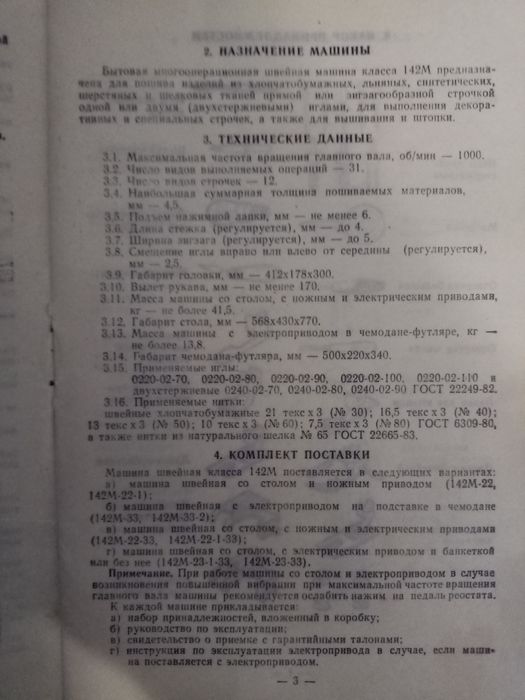 2. НАЗНАЧЕНИЕ МАШИНЫ
Бытовая многооперационная швейная машина класса 142М предназна-
чена для пошива изделий из хлопчатобумажных, льняных, синтетических,
шерстяных и шелковых тканей прямой или зигзагообразной строчкой
одной или двумя (двухстержневыми) иглами, для выполнения декора-
тивных и специальных строчек, а также для вышивания и штопки.
3. ТЕХНИЧЕСКИЕ ДАННЫЕ
3.1. Максимальная частота вращения главного вала, об/мин — 1000.
3.2. Число видов выполняемых операций — 31.
3.3. Число видов строчек — 12.
3.4. Наибольшая суммарная толщина пошиваемых материалов,
мм — 4,5.
3.5. Подъем нажимной лапки, мм — не менее 6.
3.6. Длина стежка (регулируется), мм — до 4.
3.7. Ширина зигзага (регулируется), мм — до 5.
3.8. Смещение иглы вправо или влево от середины (регулируется),
мм — 2,5.
3.9. Габарит головки, мм — 412х178х300.
3.10. Вылет рукава, мм — не менее 170.
3.11. Масса машины со столом, с ножным и электрическим приводами,
кг — не более 41,5.
3.12. Габарит стола, мм — 568х430х770.
3.13. Масса машины с электроприводом в чемодане-футляре, кг —
не более 13,8.
3.14. Габарит чемодана-футляра, мм — 500х220х340.
3.15. Применяемые иглы:
0220-02-70, 0220-02-80, 0220-02-90, 0220-02-100, 0220-02-110 и
двухстержневые 0240-02-70, 0240-02-80, 0240-02-90 ГОСТ 22249-82.
3.16. Применяемые нитки:
швейные хлопчатобумажные 21 текс х 3 (№ 30); 16,5 текс х 3 (№ 40);
13 текс х 3 (№ 50); 10 текс х 3 (№ 60); 7,5 текс х 3 (№ 80) ГОСТ 6309-80,
а также нитки из натурального шелка № 65 ГОСТ 22665-83.
4. КОМПЛЕКТ ПОСТАВКИ
Машина швейная класса 142М поставляется в следующих вариантах:
а) машина швейная со столом и ножным приводом (142М-22,
142М-22-1);
б) машина швейная с электроприводом на подставке в чемодане
(142М-33, 142М-33-2);
в) машина швейная со столом, с ножным и электрическим приводами
(142М-22-33, 142М-22-1-33);
г) машина швейная со столом, с электрическим приводом и банкеткой
или без нее (142М-23-1-33, 142М-23-33).
Примечание. При работе машины со столом и электроприводом в случае
возникновения повышенной вибрации при максимальной частоте вращения
главного вала машины рекомендуется ослабить нажим на педаль реостата.
К каждой машине прикладывается:
а) набор принадлежностей, вложенный в коробку;
б) руководство по эксплуатации;
в) свидетельство о приемке с гарантийными талонами;
г) инструкция по эксплуатации электропривода в случае, если маши-
на поставляется с электроприводом.
— 3 —